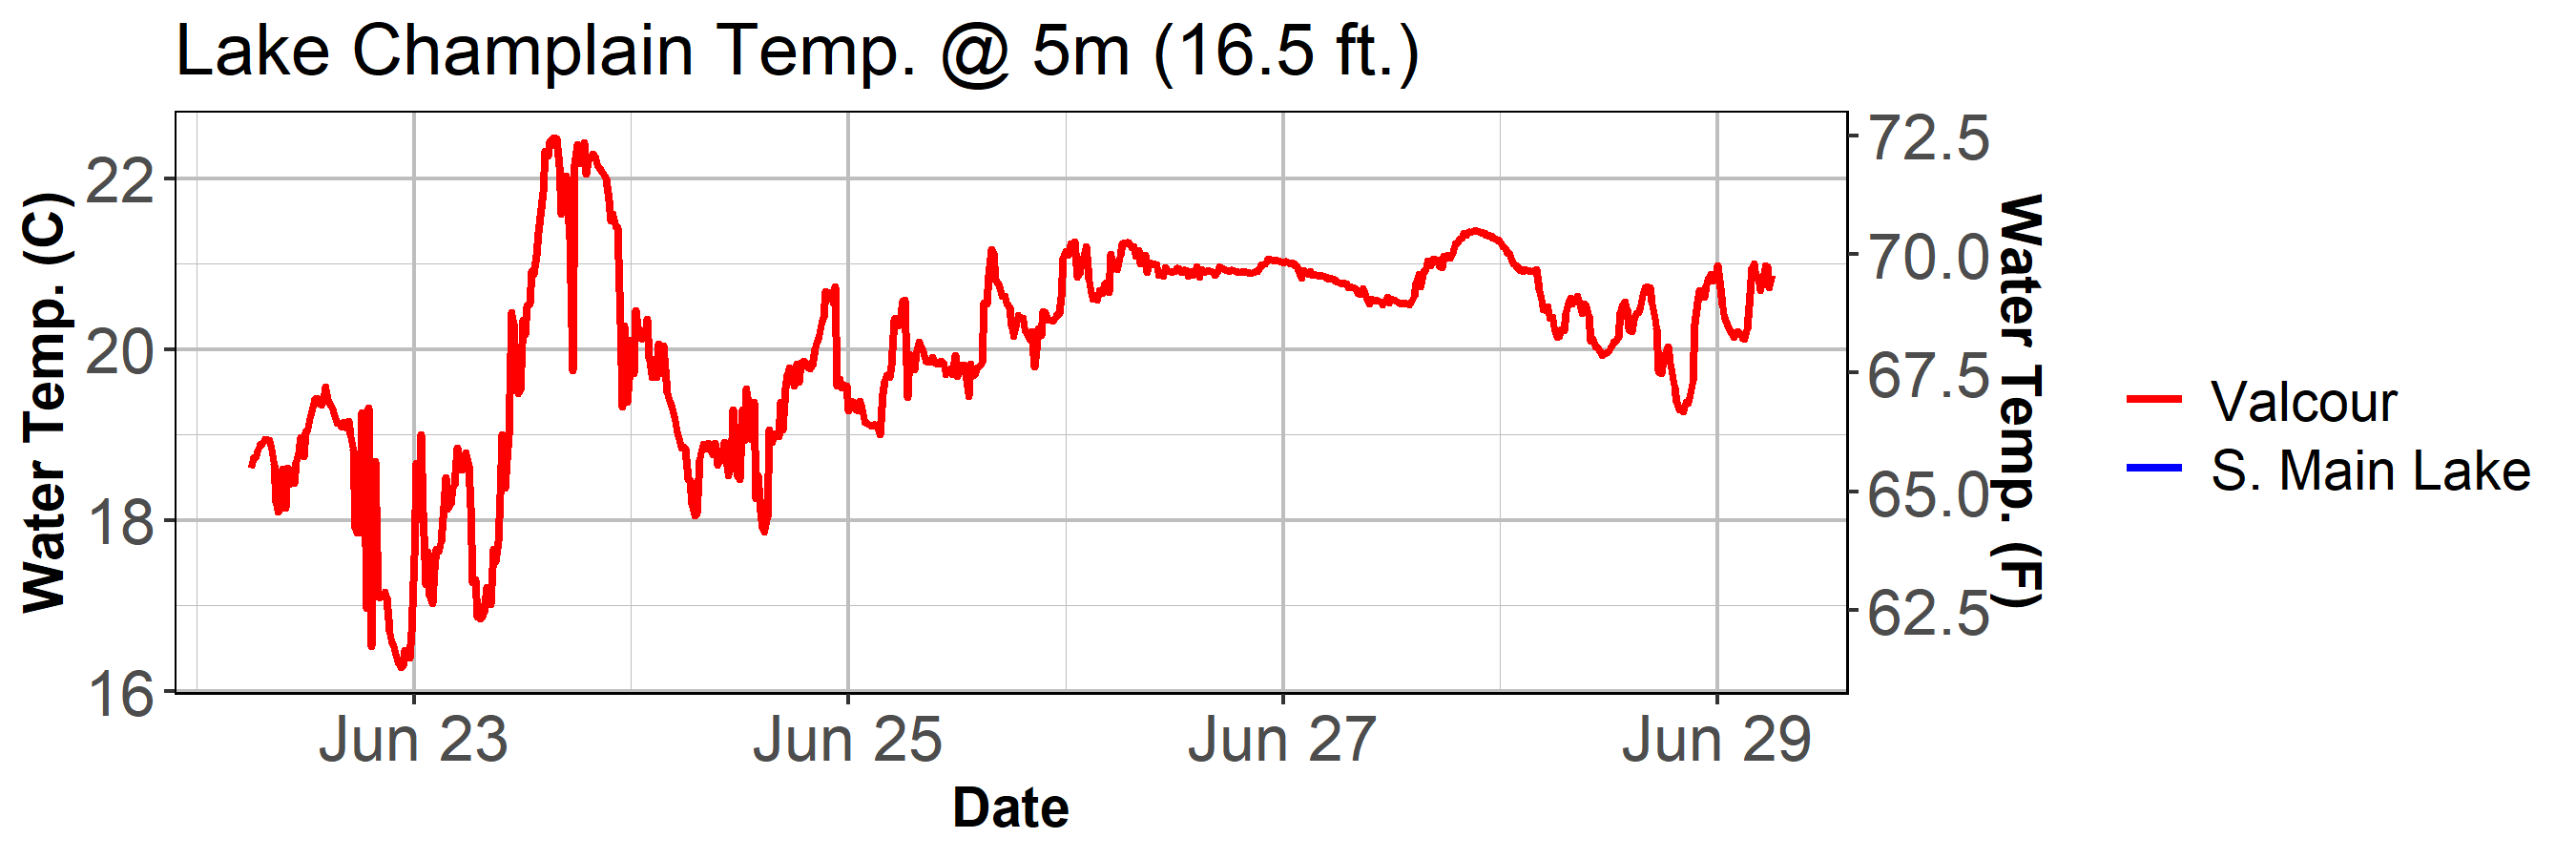 Lake Champlain Temp. @ 5m (16.5 ft.)
Water Temp. (C)
22
20
18
16
72.5
70.0
67.5
65.0
62.5
Water Temp. (F)
Jun 23
Jun 25
Jun 27
Jun 29
Date
Valcour
S. Main Lake